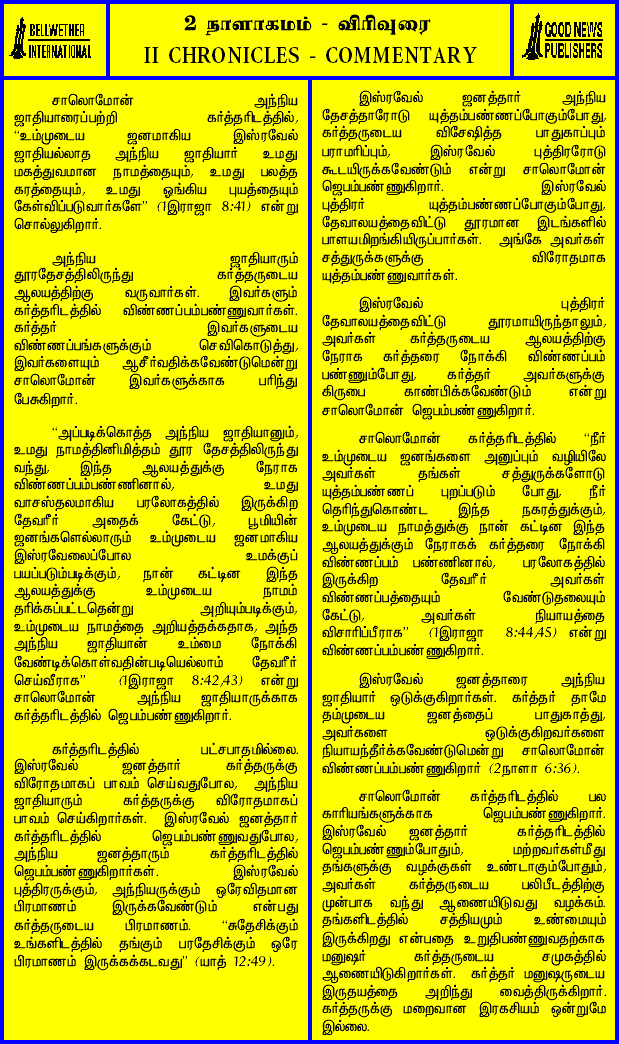 BELLWETHER
INTERNATIONAL
2 நாளாகமம் - விரிவுரை
II CHRONICLES - COMMENTARY
GOOD NEWS
PUBLISHERS
சாலொமோன் அந்நிய
ஜாதியாரைப்பற்றி கர்த்தரிடத்தில்,
“உம்முடைய ஜனமாகிய இஸ்ரவேல்
ஜாதியல்லாத அந்நிய ஜாதியார் உமது
மகத்துவமான நாமத்தையும், உமது பலத்த
கரத்தையும், உமது ஓங்கிய புயத்தையும்
கேள்விப்படுவார்களே” (1இராஜா 8:41) என்று
சொல்லுகிறார்.
அந்நிய ஜாதியாரும்
தூரதேசத்திலிருந்து கர்த்தருடைய
ஆலயத்திற்கு வருவார்கள். இவர்களும்
கர்த்தரிடத்தில் விண்ணப்பம்பண்ணுவார்கள்.
கர்த்தர் இவர்களுடைய
விண்ணப்பங்களுக்கும் செவிகொடுத்து,
இவர்களையும் ஆசீர்வதிக்கவேண்டுமென்று
சாலொமோன் இவர்களுக்காக பரிந்து
பேசுகிறார்.
“அப்படிக்கொத்த அந்நிய ஜாதியானும்,
உமது நாமத்தினிமித்தம் தூர தேசத்திலிருந்து
வந்து, இந்த ஆலயத்துக்கு நேராக
விண்ணப்பம்பண்ணினால், உமது
வாசஸ்தலமாகிய பரலோகத்தில் இருக்கிற
தேவரீர் அதைக் கேட்டு, பூமியின்
ஜனங்களெல்லாரும் உம்முடைய ஜனமாகிய
இஸ்ரவேலைப்போல உமக்குப்
பயப்படும்படிக்கும், நான் கட்டின இந்த
ஆலயத்துக்கு உம்முடைய நாமம்
தரிக்கப்பட்டதென்று அறியும்படிக்கும்,
உம்முடைய நாமத்தை அறியத்தக்கதாக, அந்த
அந்நிய ஜாதியான் உம்மை நோக்கி
வேண்டிக்கொள்வதின்படியெல்லாம் தேவரீர்
செய்வீராக” (1இராஜா 8:42,43) என்று
சாலொமோன் அந்நிய ஜாதியாருக்காக
கர்த்தரிடத்தில் ஜெபம்பண்ணுகிறார்.
கர்த்தரிடத்தில் பட்சபாதமில்லை.
இஸ்ரவேல் ஜனத்தார் கர்த்தருக்கு
விரோதமாகப் பாவம் செய்வதுபோல, அந்நிய
ஜாதியாரும் கர்த்தருக்கு விரோதமாகப்
பாவம் செய்கிறார்கள். இஸ்ரவேல் ஜனத்தார்
கர்த்தரிடத்தில் ஜெபம்பண்ணுவதுபோல,
அந்நிய ஜனத்தாரும் கர்த்தரிடத்தில்
ஜெபம்பண்ணுகிறார்கள். இஸ்ரவேல்
புத்திரருக்கும், அந்நியருக்கும் ஒரேவிதமான
பிரமாணம் இருக்கவேண்டும் என்பது
கர்த்தருடைய பிரமாணம். “சுதேசிக்கும்
உங்களிடத்தில் தங்கும் பரதேசிக்கும் ஒரே
பிரமாணம் இருக்கக்கடவது” (யாத் 12:49).
இஸ்ரவேல் ஜனத்தார் அந்நிய
தேசத்தாரோடு யுத்தம்பண்ணப்போகும்போது,
கர்த்தருடைய விசேஷித்த பாதுகாப்பும்
பராமரிப்பும், இஸ்ரவேல் புத்திரரோடு
கூடயிருக்கவேண்டும் என்று சாலொமோன்
ஜெபம்பண்ணுகிறார். இஸ்ரவேல்
புத்திரர் யுத்தம்பண்ணப்போகும்போது,
தேவாலயத்தைவிட்டு தூரமான இடங்களில்
பாளயமிறங்கியிருப்பார்கள். அங்கே அவர்கள்
சத்துருக்களுக்கு விரோதமாக
யுத்தம்பண்ணுவார்கள்.
இஸ்ரவேல் புத்திரர்
தேவாலயத்தைவிட்டு தூரமாயிருந்தாலும்,
அவர்கள் கர்த்தருடைய ஆலயத்திற்கு
நேராக கர்த்தரை நோக்கி விண்ணப்பம்
பண்ணும்போது, கர்த்தர் அவர்களுக்கு
கிருபை காண்பிக்கவேண்டும் என்று
சாலொமோன் ஜெபம்பண்ணுகிறார்.
சாலொமோன் கர்த்தரிடத்தில் “நீர்
உம்முடைய ஜனங்களை அனுப்பும் வழியிலே
அவர்கள் தங்கள் சத்துருக்களோடு
யுத்தம்பண்ணப் புறப்படும் போது, நீர்
தெரிந்துகொண்ட இந்த நகரத்துக்கும்,
உம்முடைய நாமத்துக்கு நான் கட்டின இந்த
ஆலயத்துக்கும் நேராகக் கர்த்தரை நோக்கி
விண்ணப்பம் பண்ணினால், பரலோகத்தில்
இருக்கிற தேவரீர் அவர்கள்
விண்ணப்பத்தையும் வேண்டுதலையும்
கேட்டு, அவர்கள் நியாயத்தை
விசாரிப்பீராக” (1இராஜா 8:44,45) என்று
விண்ணப்பம்பண்ணுகிறார்.
இஸ்ரவேல் ஜனத்தாரை அந்நிய
ஜாதியார் ஒடுக்குகிறார்கள். கர்த்தர் தாமே
தம்முடைய ஜனத்தைப் பாதுகாத்து,
அவர்களை ஒடுக்குகிறவர்களை
நியாயந்தீர்க்கவேண்டுமென்று சாலொமோன்
விண்ணப்பம்பண்ணுகிறார் (2நாளா 6:36).
சாலொமோன் கர்த்தரிடத்தில் பல
காரியங்களுக்காக ஜெபம்பண்ணுகிறார்.
இஸ்ரவேல் ஜனத்தார் கர்த்தரிடத்தில்
ஜெபம்பண்ணும்போதும், மற்றவர்கள்மீது
தங்களுக்கு வழக்குகள் உண்டாகும்போதும்,
அவர்கள் கர்த்தருடைய பலிபீடத்திற்கு
முன்பாக வந்து ஆணையிடுவது வழக்கம்.
தங்களிடத்தில் சத்தியமும் உண்மையும்
இருக்கிறது என்பதை உறுதிபண்ணுவதற்காக
மனுஷர் கர்த்தருடைய சமுகத்தில்
ஆணையிடுகிறார்கள். கர்த்தர் மனுஷருடைய
இருதயத்தை அறிந்து வைத்திருக்கிறார்.
கர்த்தருக்கு மறைவான இரகசியம் ஒன்றுமே
இல்லை.